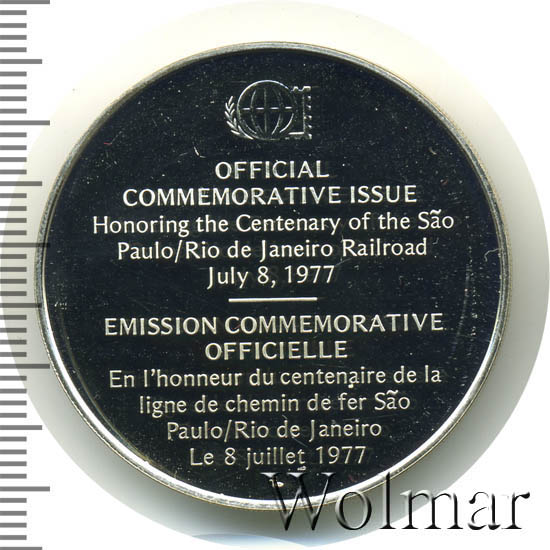 OFFICIAL
COMMEMORATIVE ISSUE
Honoring the Centenary of the São
Paulo/Rio de Janeiro Railroad
July 8, 1977
EMISSION COMMEMORATIVE
OFFICIELLE
En l'honneur du centenaire de la
ligne de chemin de fer São
Paulo/Rio de Janeiro
Le 8 juillet 1977
Wolmar